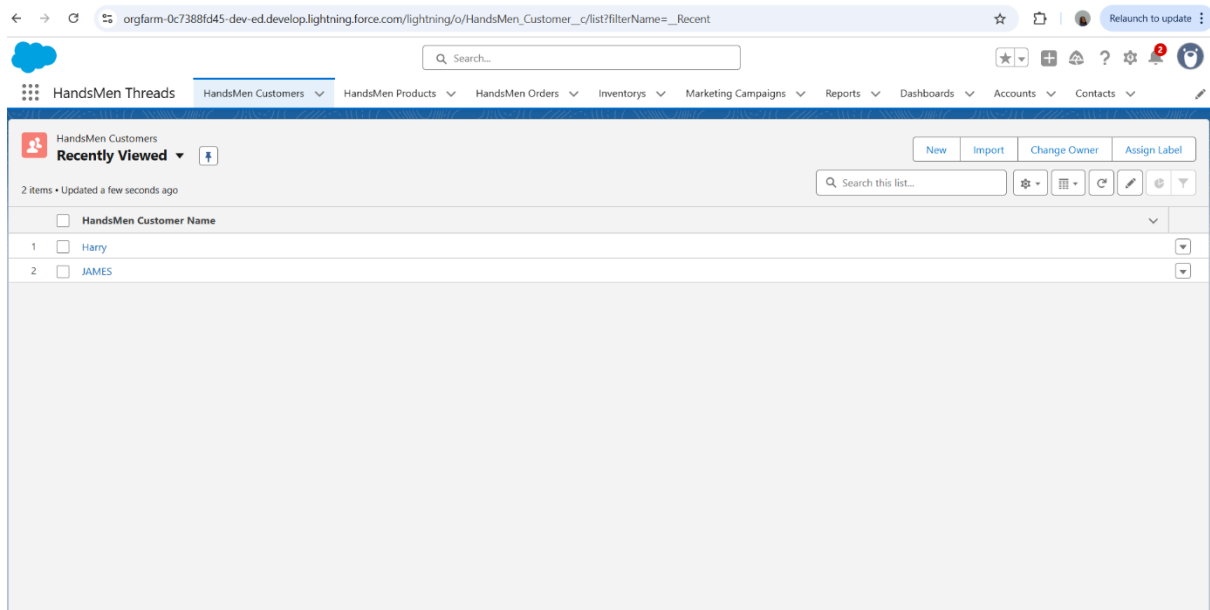 orgfarm-0c7388fd45-dev-ed.develop.lightning.force.com/lightning/o/HandsMen_Customer__c/list?filterName=__Recent
Relaunch to update
Search...
2
HandsMen Threads
HandsMen Customers
HandsMen Products
HandsMen Orders
Inventorys
Marketing Campaigns
Reports
Dashboards
Accounts
Contacts
HandsMen Customers
Recently Viewed
New
Import
Change Owner
Assign Label
2 items • Updated a few seconds ago
Search this list...
HandsMen Customer Name
1 Harry
2 JAMES